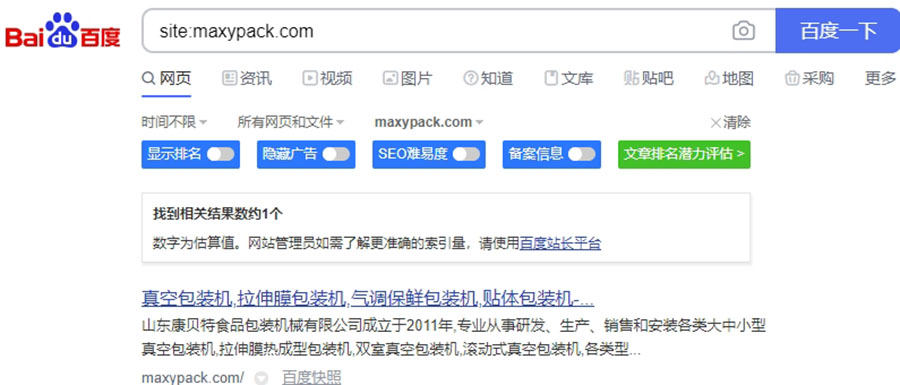 Bai du 百度
site:maxypack.com
百度一下
网页 资讯 视频 图片 知道 文库 贴吧 地图 采购 更多
时间不限 所有网页和文件 maxypack.com ×清除
显示排名 隐藏广告 SEO难易度 备案信息 文章排名潜力评估 >
找到相关结果数约1个
数字为估算值。网站管理员如需了解更准确的索引量，请使用百度站长平台
真空包装机,拉伸膜包装机,气调保鲜包装机,贴体包装机-...
山东康贝特食品包装机械有限公司成立于2011年,专业从事研发、生产、销售和安装各类大中小型
真空包装机,拉伸膜热成型包装机,双室真空包装机,滚动式真空包装机,各类型...
maxypack.com/ 百度快照